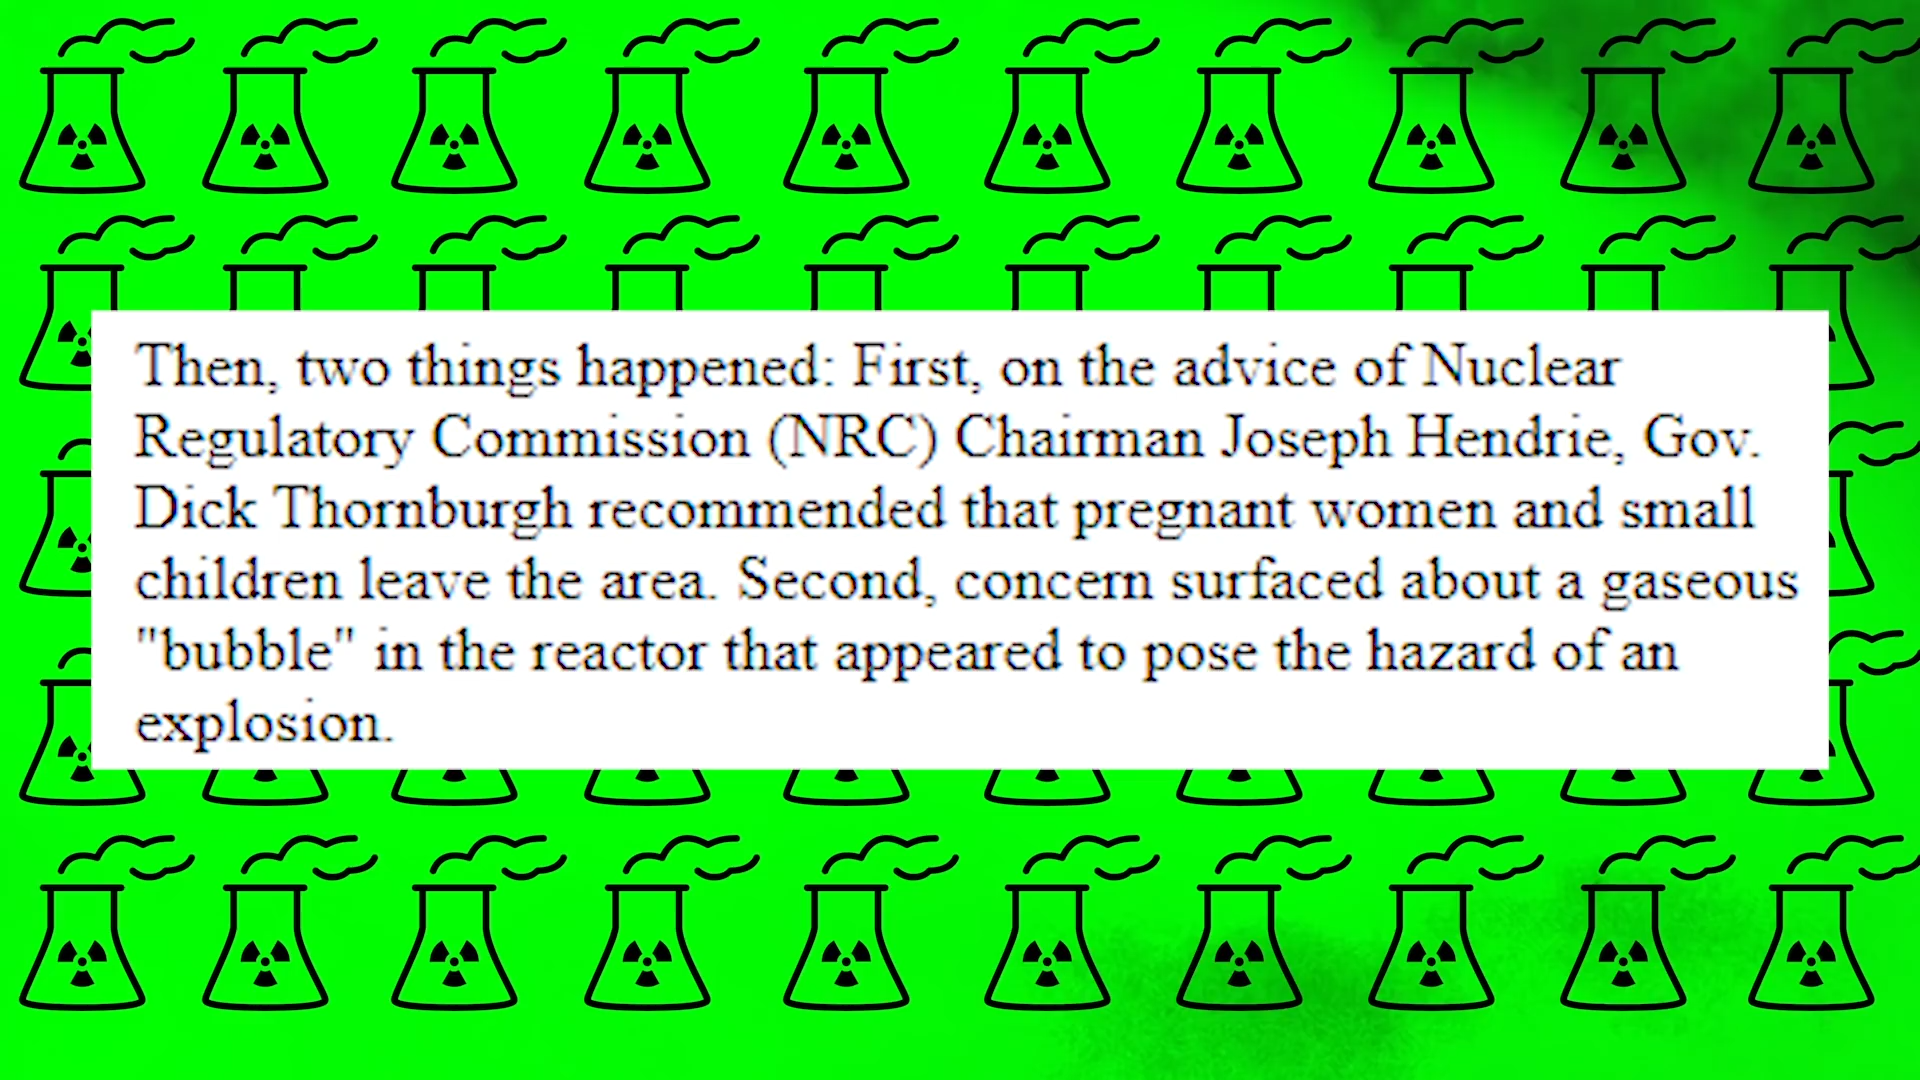 Then, two things happened: First, on the advice of Nuclear
Regulatory Commission (NRC) Chairman Joseph Hendrie, Gov.
Dick Thornburgh recommended that pregnant women and small
children leave the area. Second, concern surfaced about a gaseous
"bubble" in the reactor that appeared to pose the hazard of an
explosion.